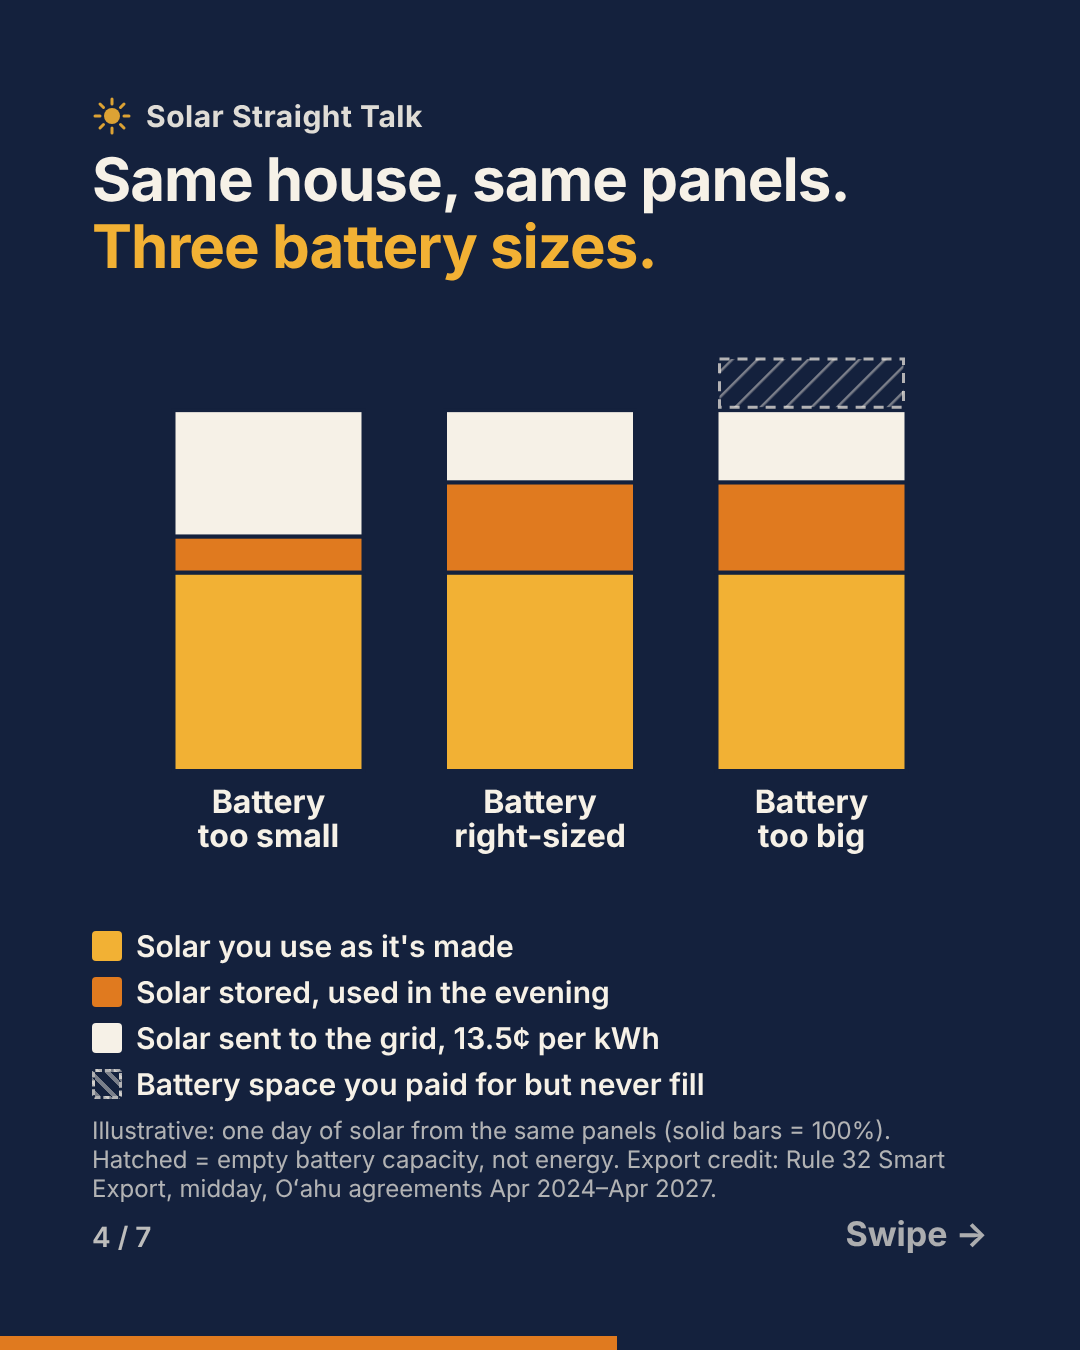 Solar Straight Talk
Same house, same panels.
Three battery sizes.
Battery
too small
Battery
right-sized
Battery
too big
Solar you use as it's made
Solar stored, used in the evening
Solar sent to the grid, 13.5¢ per kWh
Battery space you paid for but never fill
Illustrative: one day of solar from the same panels (solid bars = 100%).
Hatched = empty battery capacity, not energy. Export credit: Rule 32 Smart
Export, midday, Oʻahu agreements Apr 2024–Apr 2027.
4 / 7
Swipe →